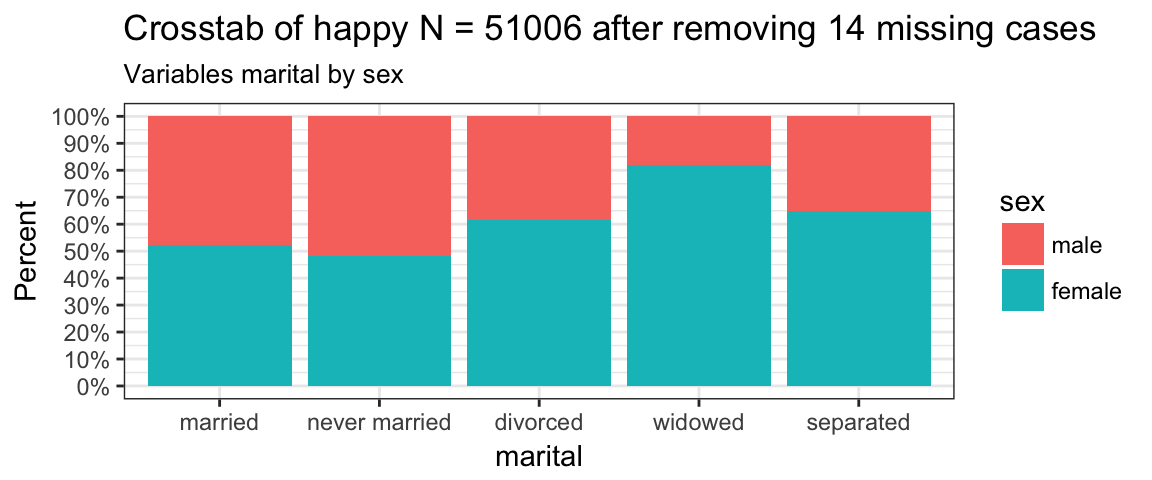 Crosstab of happy N = 51006 after removing 14 missing cases
Variables marital by sex
Percent
100%
90%
80%
70%
60%
50%
40%
30%
20%
10%
0%
married never married divorced widowed separated
marital
sex
male
female